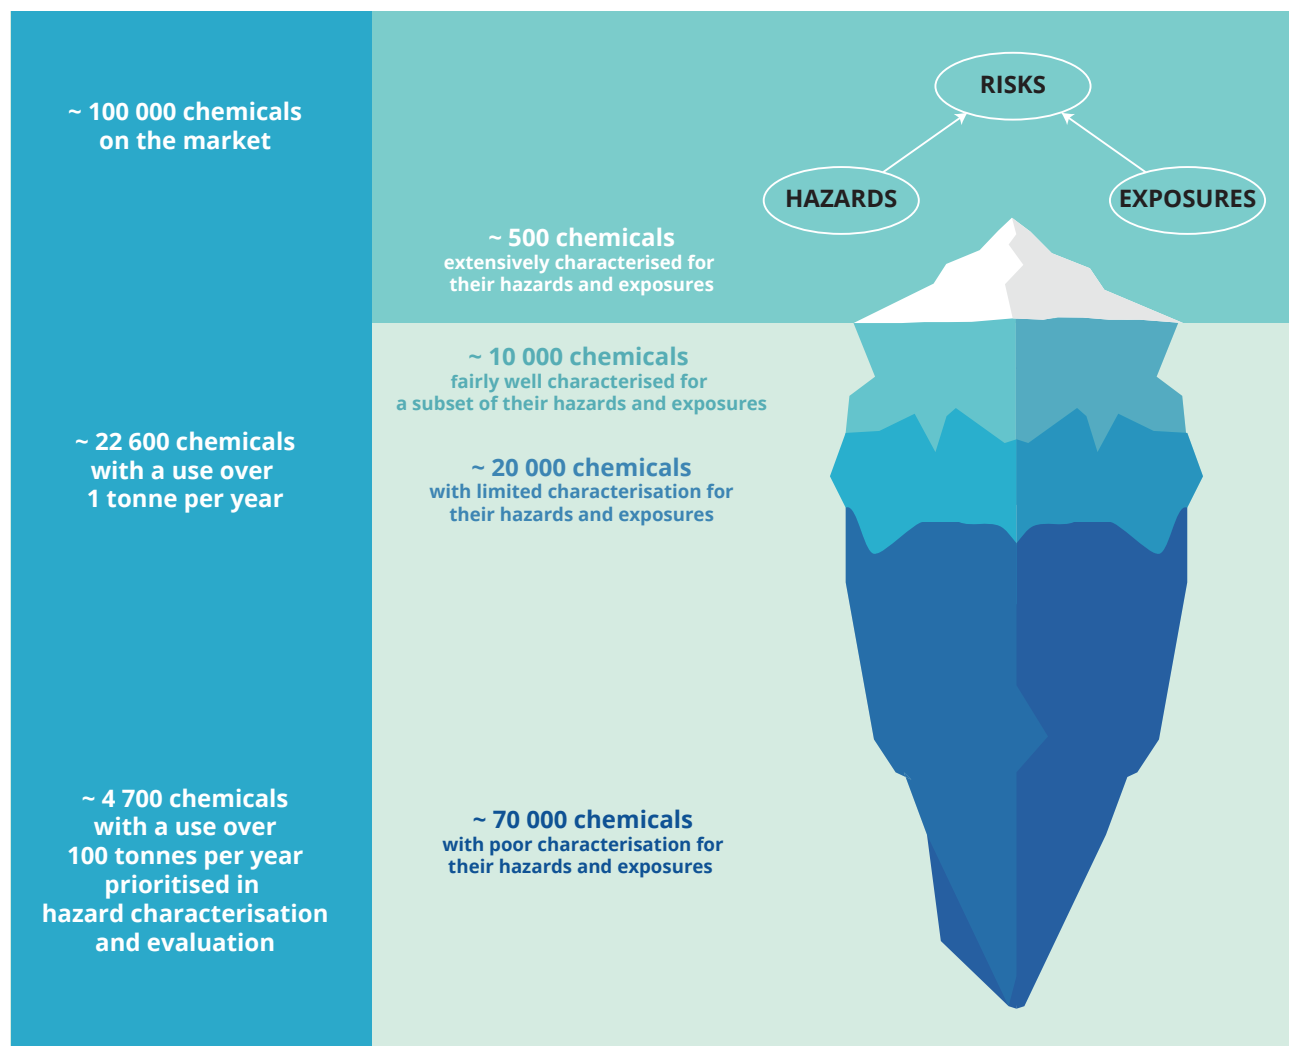 ~ 100 000 chemicals
on the market
~ 22 600 chemicals
with a use over
1 tonne per year
~ 4 700 chemicals
with a use over
100 tonnes per year
prioritised in
hazard characterisation
and evaluation
RISKS
HAZARDS
EXPOSURES
~ 500 chemicals
extensively characterised for
their hazards and exposures
~ 10 000 chemicals
fairly well characterised for
a subset of their hazards and exposures
~ 20 000 chemicals
with limited characterisation for
their hazards and exposures
~ 70 000 chemicals
with poor characterisation for
their hazards and exposures